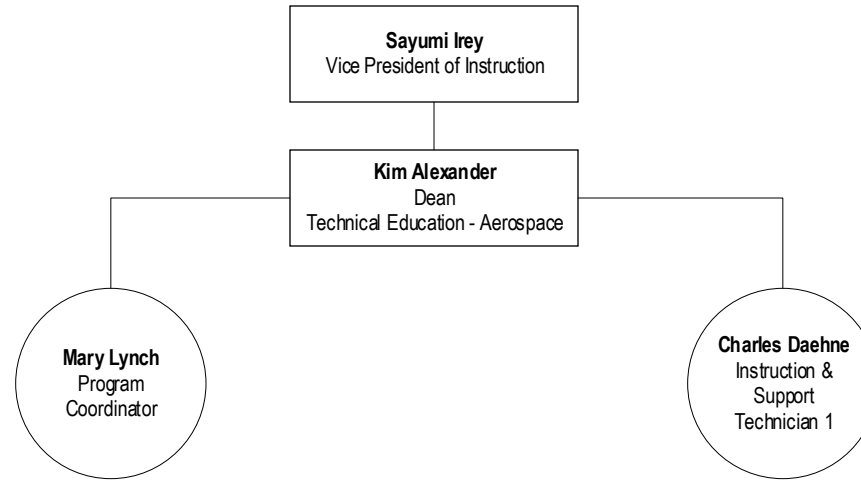 Sayumi Irey
Vice President of Instruction
Kim Alexander
Dean
Technical Education - Aerospace
Mary Lynch
Program
Coordinator
Charles Daehne
Instruction &
Support
Technician 1